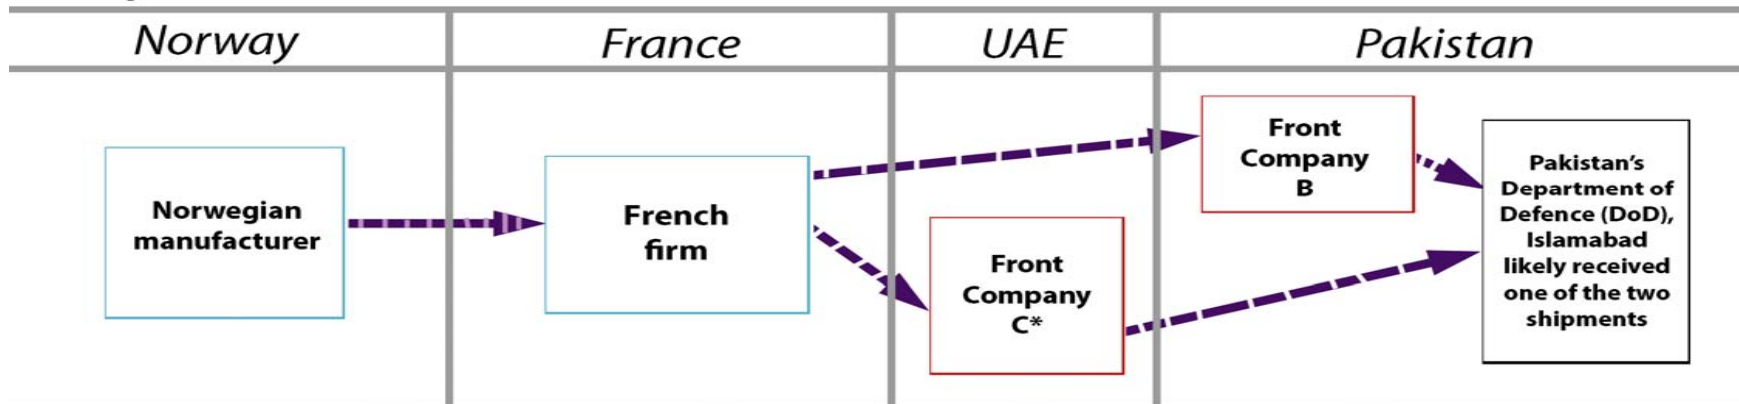 Norway
France
UAE
Pakistan
Norwegian
manufacturer
French
firm
Front
Company
B
Front
Company
C*
Pakistan's
Department of
Defence (DoD),
Islamabad
likely received
one of the two
shipments